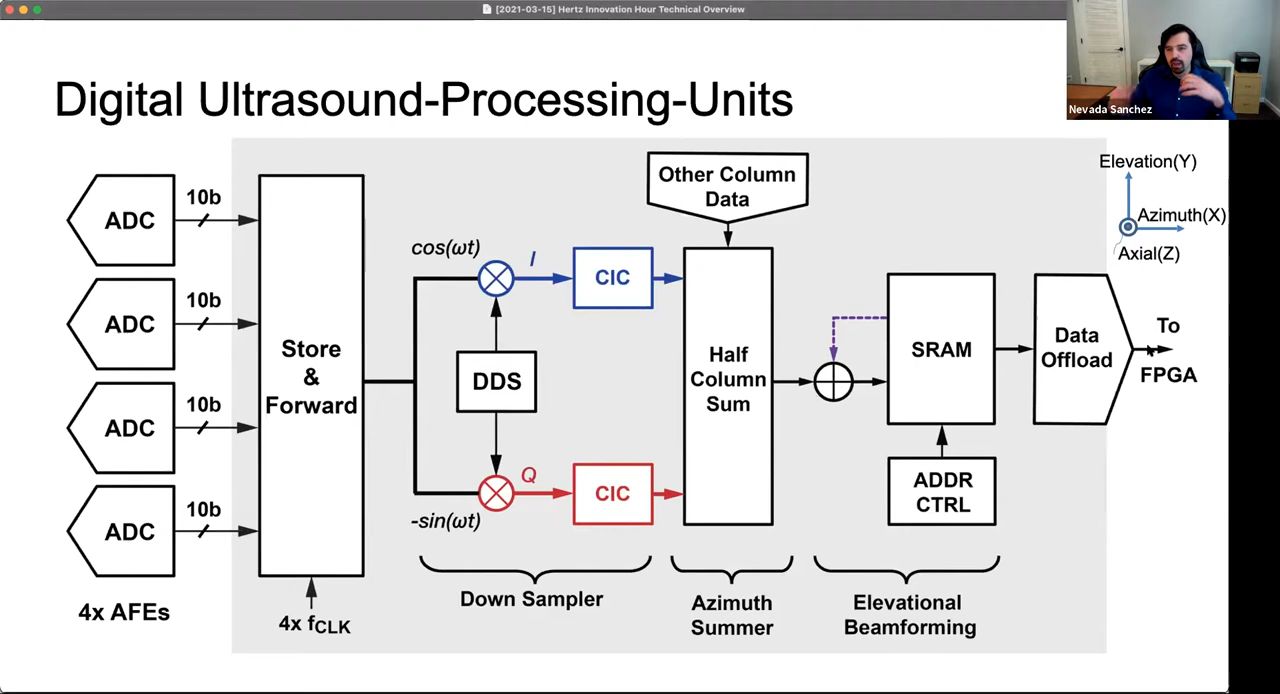 [2021-03-15] Hertz Innovation Hour Technical Overview
Nevada Sanchez
Digital Ultrasound-Processing-Units
ADC
10b
ADC
10b
ADC
10b
ADC
10b
4x AFEs
Store
&
Forward
4x fCLK
cos(ωt)
I
CIC
DDS
-sin(ωt)
Q
CIC
Down Sampler
Other Column
Data
Half
Column
Sum
Azimuth
Summer
SRAM
ADDR
CTRL
Elevational
Beamforming
Data
Offload
To
FPGA
Elevation(Y)
Azimuth(X)
Axial(Z)